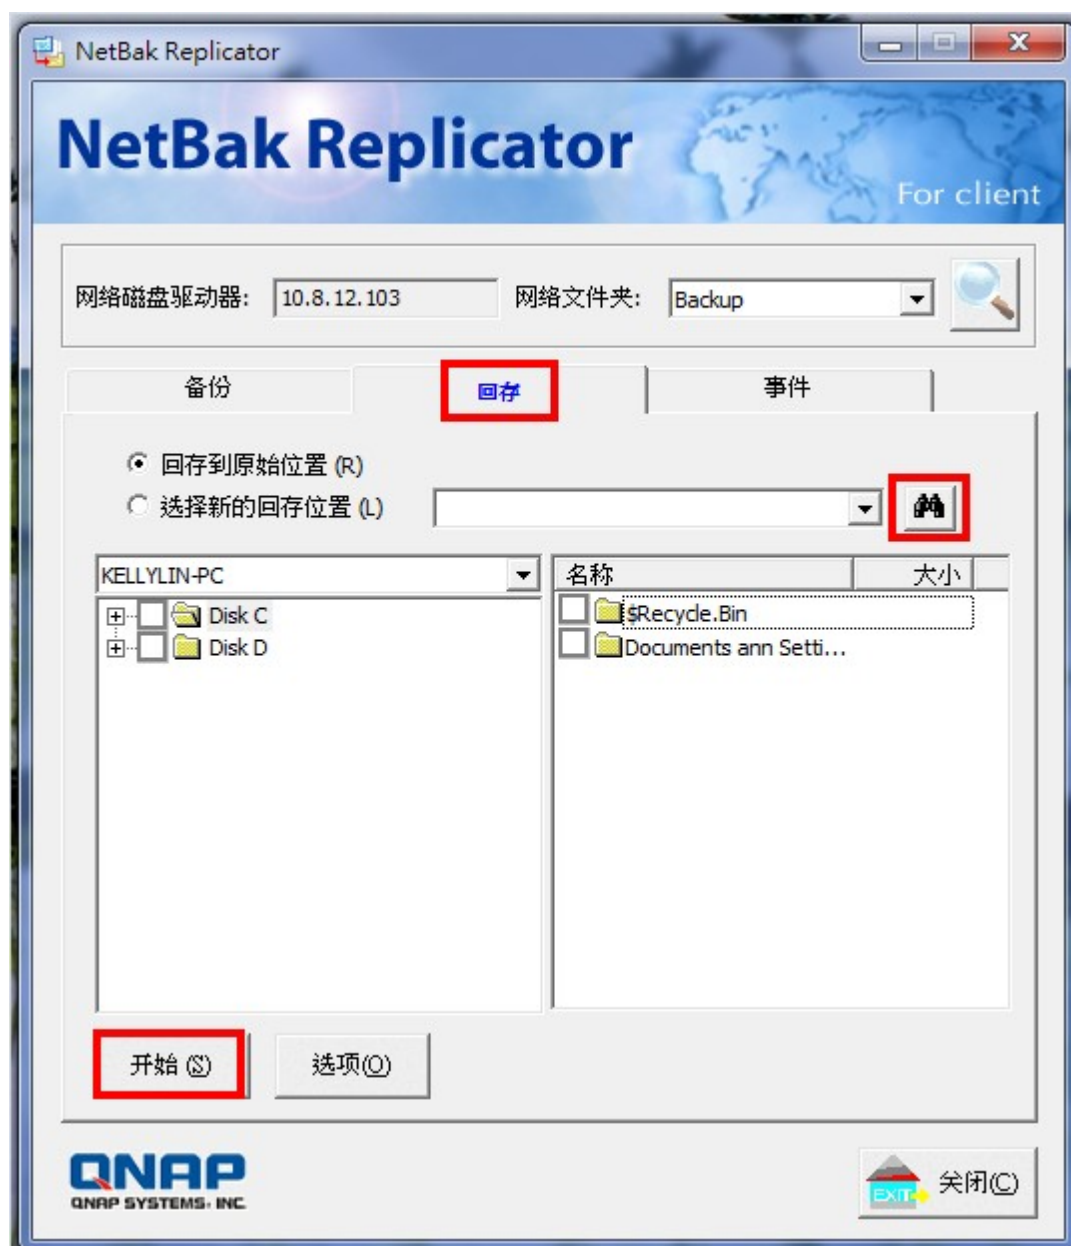 NetBak Replicator
NetBak Replicator
For client
网络磁盘驱动器: 10.8.12.103 网络文件夹: Backup
备份 回存 事件
回存到原始位置 (R)
选择新的回存位置 (L)
KELLYLIN-PC 名称 大小
Disk C $Recycle.Bin
Disk D Documents ann Setti...
开始 (S) 选项(O)
QNAP
QNAP SYSTEMS, INC.
EXIT 关闭(C)